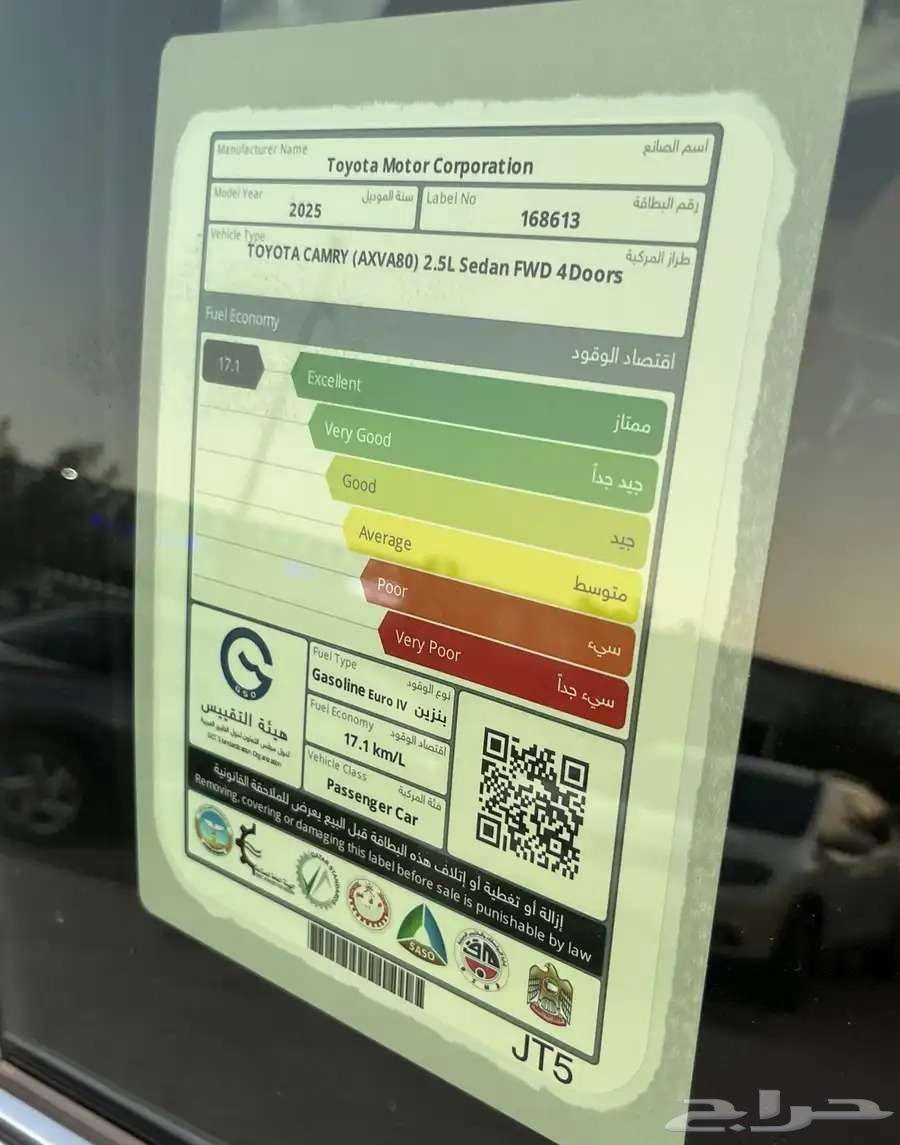 Manufacturer Name اسم الصانع
Toyota Motor Corporation
Model Year 2025 سنة الموديل
Label No 168613 رقم البطاقة
Vehicle Type طراز المركبة
TOYOTA CAMRY (AXVA80) 2.5L Sedan FWD 4Doors
Fuel Economy اقتصاد الوقود
17.1
Excellent ممتاز
Very Good جيد جداً
Good جيد
Average متوسط
Poor سيء
Very Poor سيء جداً
GSO
هيئة التقييس
Fuel Type نوع الوقود
Gasoline Euro IV بنزين
Fuel Economy اقتصاد الوقود
17.1 km/L
Vehicle Class فئة المركبة
Passenger Car
إزالة أو تغطية أو إتلاف هذه البطاقة قبل البيع يعرض للملاحقة القانونية
Removing, covering or damaging this label before sale is punishable by law
SASO
JT5
حراج